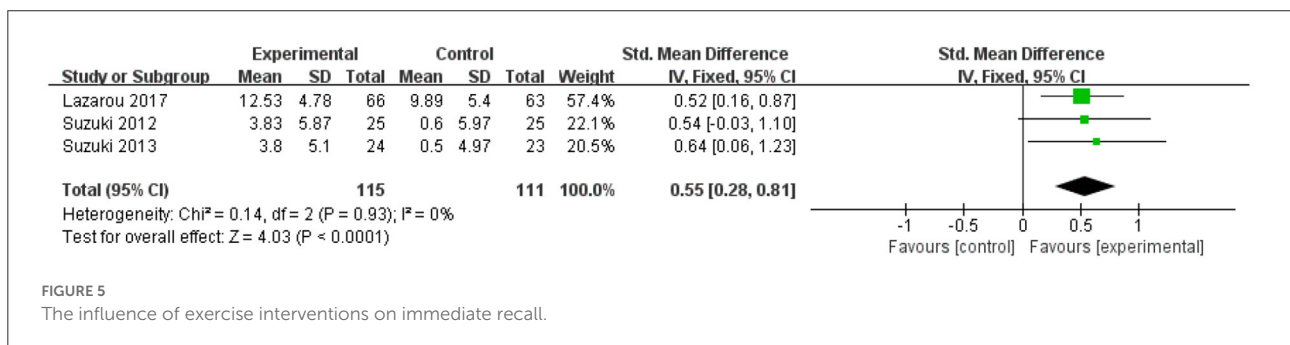 Experimental Control Std. Mean Difference Std. Mean Difference
Study or Subgroup Mean SD Total Mean SD Total Weight IV, Fixed, 95% CI IV, Fixed, 95% CI
Lazarou 2017 12.53 4.78 66 9.89 5.4 63 57.4% 0.52 [0.16, 0.87]
Suzuki 2012 3.83 5.87 25 0.6 5.97 25 22.1% 0.54 [-0.03, 1.10]
Suzuki 2013 3.8 5.1 24 0.5 4.97 23 20.5% 0.64 [0.06, 1.23]
Total (95% CI) 115 111 100.0% 0.55 [0.28, 0.81]
Heterogeneity: Chi² = 0.14, df = 2 (P = 0.93); I² = 0%
Test for overall effect: Z = 4.03 (P < 0.0001)
-1 -0.5 0 0.5 1
Favours [control] Favours [experimental]
FIGURE 5
The influence of exercise interventions on immediate recall.